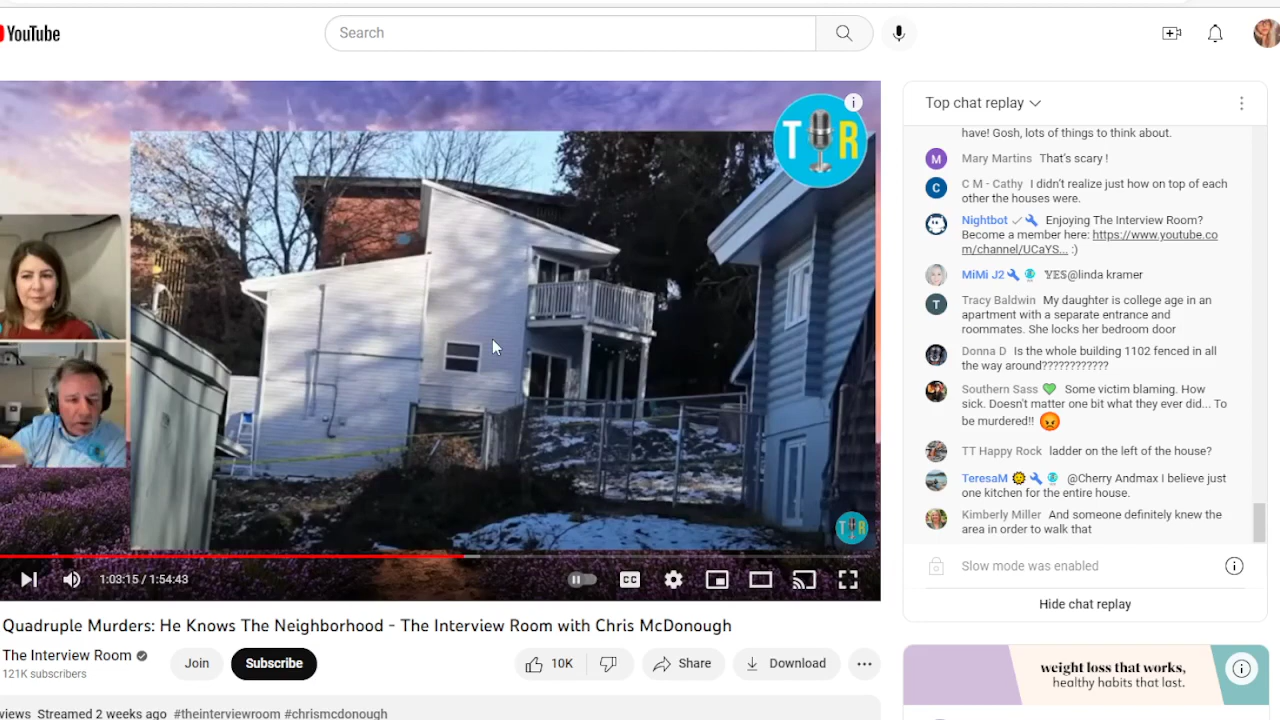 YouTube
Search
TIR
Top chat replay
have! Gosh, lots of things to think about.
M Mary Martins That's scary !
C C M - Cathy I didn't realize just how on top of each
other the houses were.
Nightbot Enjoying The Interview Room?
Become a member here: https://www.youtube.co
m/channel/UCaYS... :)
MiMi J2 𝕐𝔼𝕊@linda kramer
T Tracy Baldwin My daughter is college age in an
apartment with a separate entrance and
roommates. She locks her bedroom door
Donna D Is the whole building 1102 fenced in all
the way around????????????
Southern Sass 💚 Some victim blaming. How
sick. Doesn't matter one bit what they ever did... To
be murdered!! 😡
TT Happy Rock ladder on the left of the house?
TeresaM @Cherry Andmax I believe just
one kitchen for the entire house.
Kimberly Miller And someone definitely knew the
area in order to walk that
TIR
1:03:15 / 1:54:43
CC
Slow mode was enabled
Hide chat replay
Quadruple Murders: He Knows The Neighborhood - The Interview Room with Chris McDonough
The Interview Room
121K subscribers
Join
Subscribe
10K
Share
Download
weight loss that works,
healthy habits that last.
views Streamed 2 weeks ago #theinterviewroom #chrismcdonough